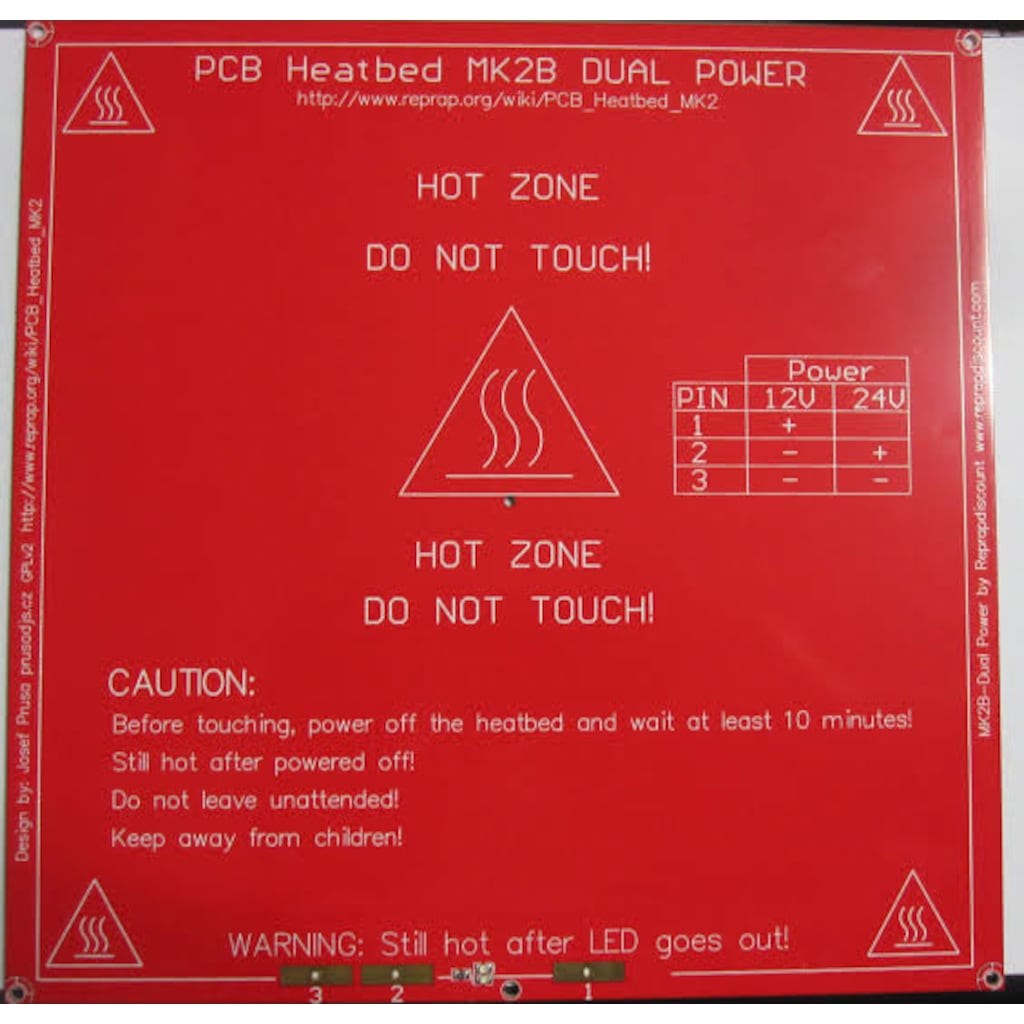 PCB Heatbed MK2B DUAL POWER
http://www.reprap.org/wiki/PCB_Heatbed_MK2
HOT ZONE
DO NOT TOUCH!
Power
PIN 12V 24V
1 +
2 - +
3 - -
HOT ZONE
DO NOT TOUCH!
CAUTION:
Before touching, power off the heatbed and wait at least 10 minutes!
Still hot after powered off!
Do not leave unattended!
Keep away from children!
WARNING: Still hot after LED goes out!
3 2 1
Design by: Josef Prusa prusadjs.cz GPLv2 http://www.reprap.org/wiki/PCB_Heatbed_MK2
MK2B-Dual Power by Reprapdiscount www.reprapdiscount.com